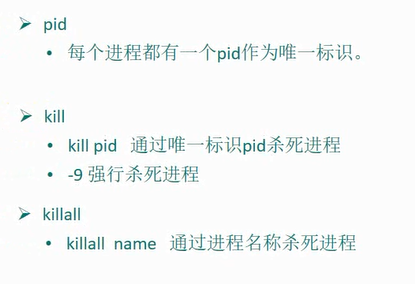 ➢ pid
• 每个进程都有一个pid作为唯一标识。
➢ kill
• kill pid 通过唯一标识pid杀死进程
• -9 强行杀死进程
➢ killall
• killall name 通过进程名称杀死进程